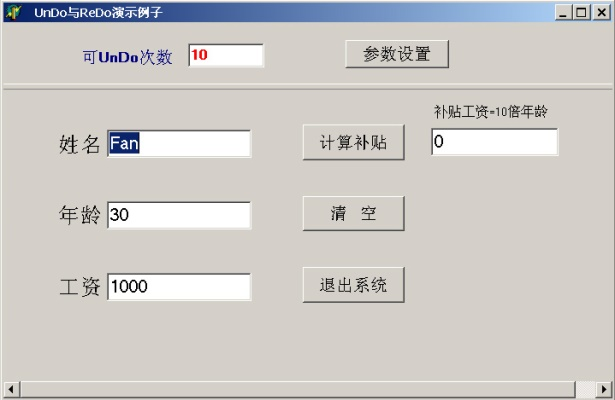 UnDo与ReDo演示例子
可UnDo次数 10 参数设置
补贴工资=10倍年龄
姓名 Fan 计算补贴 0
年龄 30 清 空
工资 1000 退出系统